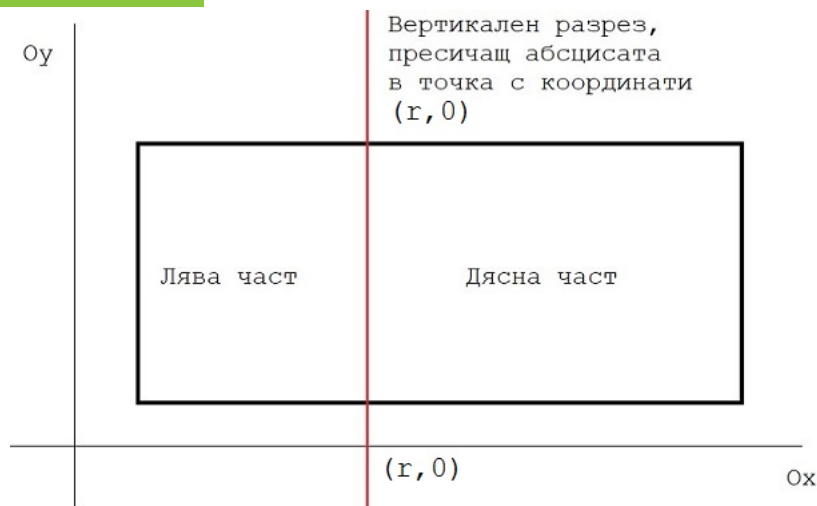 Вертикален разрез,
Oy
пресичащ абсцисата
в точка с координати
(r,0)
Лява част
Дясна част
(r,0)
Ox